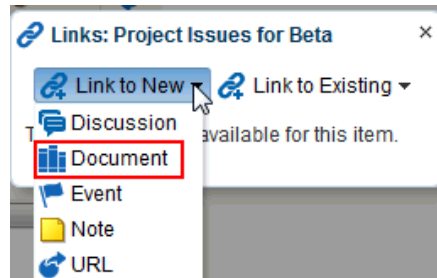 Links: Project Issues for Beta
Link to New Link to Existing
Discussion
available for this item.
Document
Event
Note
URL